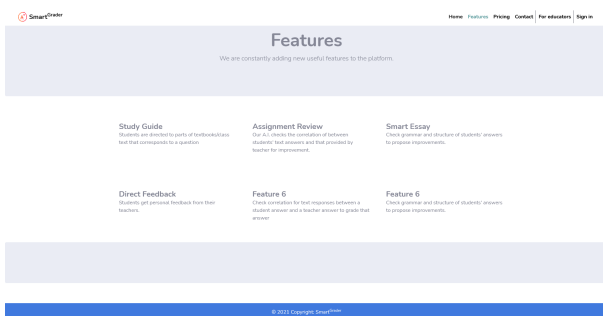 SmartGrader
Home Features Pricing Contact For educators Sign in
Features
We are constantly adding new useful features to the platform.
Study Guide
Students are directed to parts of textbooks/class
text that corresponds to a question
Assignment Review
Our A.I. checks the correlation of between
students' text answers and that provided by
teacher for improvement.
Smart Essay
Check grammar and structure of students' answers
to propose improvements.
Direct Feedback
Students get personal feedback from their
teachers.
Feature 6
Check correlation for text responses between a
student answer and a teacher answer to grade that
answer
Feature 6
Check grammar and structure of students' answers
to propose improvements.
© 2021 Copyright: SmartGrader